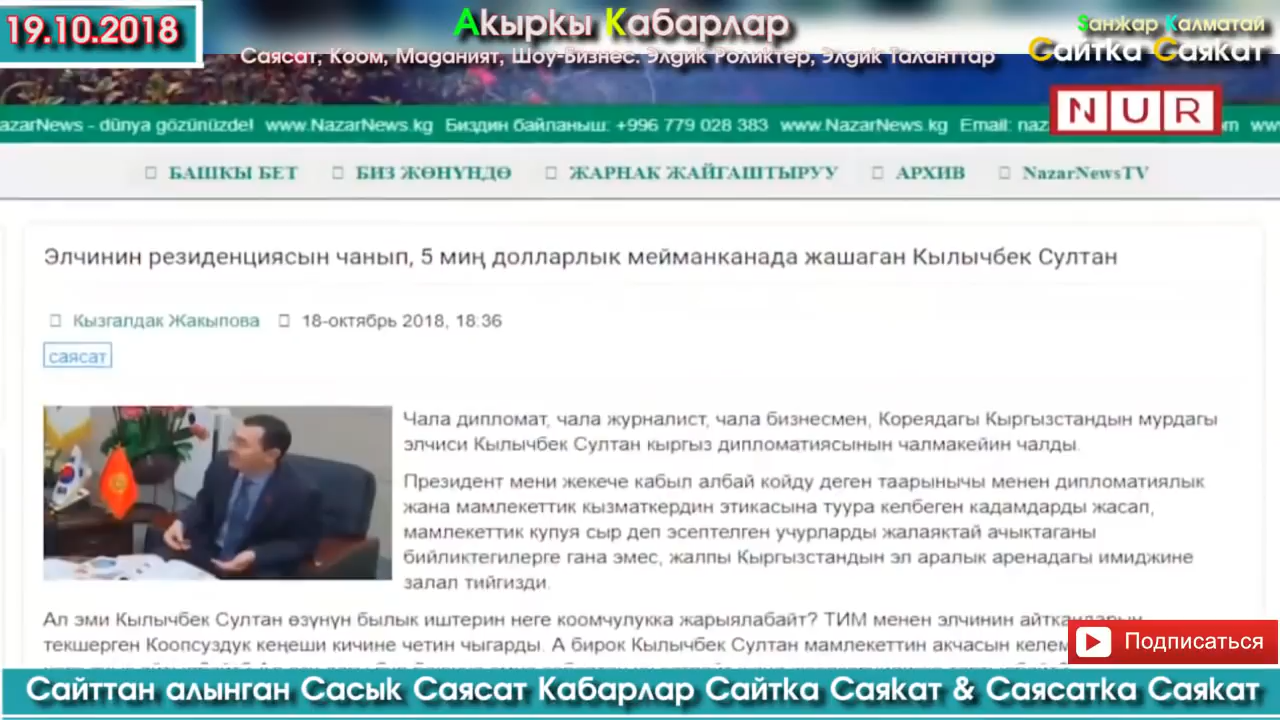 19.10.2018
Акыркы Кабарлар
Саясат, Коом, Маданият, Шоу-Бизнес. Элдик Роликтер, Элдик Таланттар
Sанжар Калматай
Сайтка Саякат
NUR
azarNews - dünya gözünüzde! www.NazarNews.kg Биздин байланыш: +996 779 028 383 www.NazarNews.kg Email: naz
БАШКЫ БЕТ БИЗ ЖӨНҮНДӨ ЖАРНАК ЖАЙГАШТЫРУУ АРХИВ NazarNewsTV
Элчинин резиденциясын чанып, 5 миң долларлык мейманканада жашаган Кылычбек Султан
Кызгалдак Жакыпова 18-октябрь 2018, 18:36
саясат
Чала дипломат, чала журналист, чала бизнесмен, Кореядагы Кыргызстандын мурдагы
элчиси Кылычбек Султан кыргыз дипломатиясынын чалмакейин чалды.
Президент мени жекече кабыл албай койду деген таарынычы менен дипломатиялык
жана мамлекеттик кызматкердин этикасына туура келбеген кадамдарды жасап,
мамлекеттик купуя сыр деп эсептелген учурларды жалаяктай ачыктаганы
бийликтегилерге гана эмес, жалпы Кыргызстандын эл аралык аренадагы имиджине
залал тийгизди.
Ал эми Кылычбек Султан өзүнүн былык иштерин неге коомчулукка жарыялабайт? ТИМ менен элчинин айткандарын
текшерген Коопсуздук кеңеши кичине четин чыгарды. А бирок Кылычбек Султан мамлекеттин акчасын келем
Подписаться
Сайттан алынган Сасык Саясат Кабарлар Сайтка Саякат & Саясатка Саякат